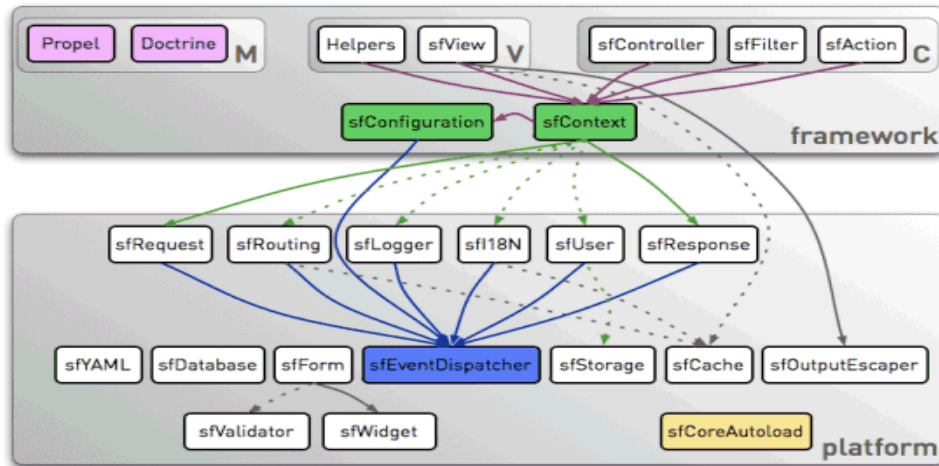 Propel Doctrine M
Helpers sfView V
sfController sfFilter sfAction C
sfConfiguration sfContext
framework
sfRequest sfRouting sfLogger sfI18N sfUser sfResponse
sfYAML sfDatabase sfForm sfEventDispatcher sfStorage sfCache sfOutputEscaper
sfValidator sfWidget sfCoreAutoload
platform